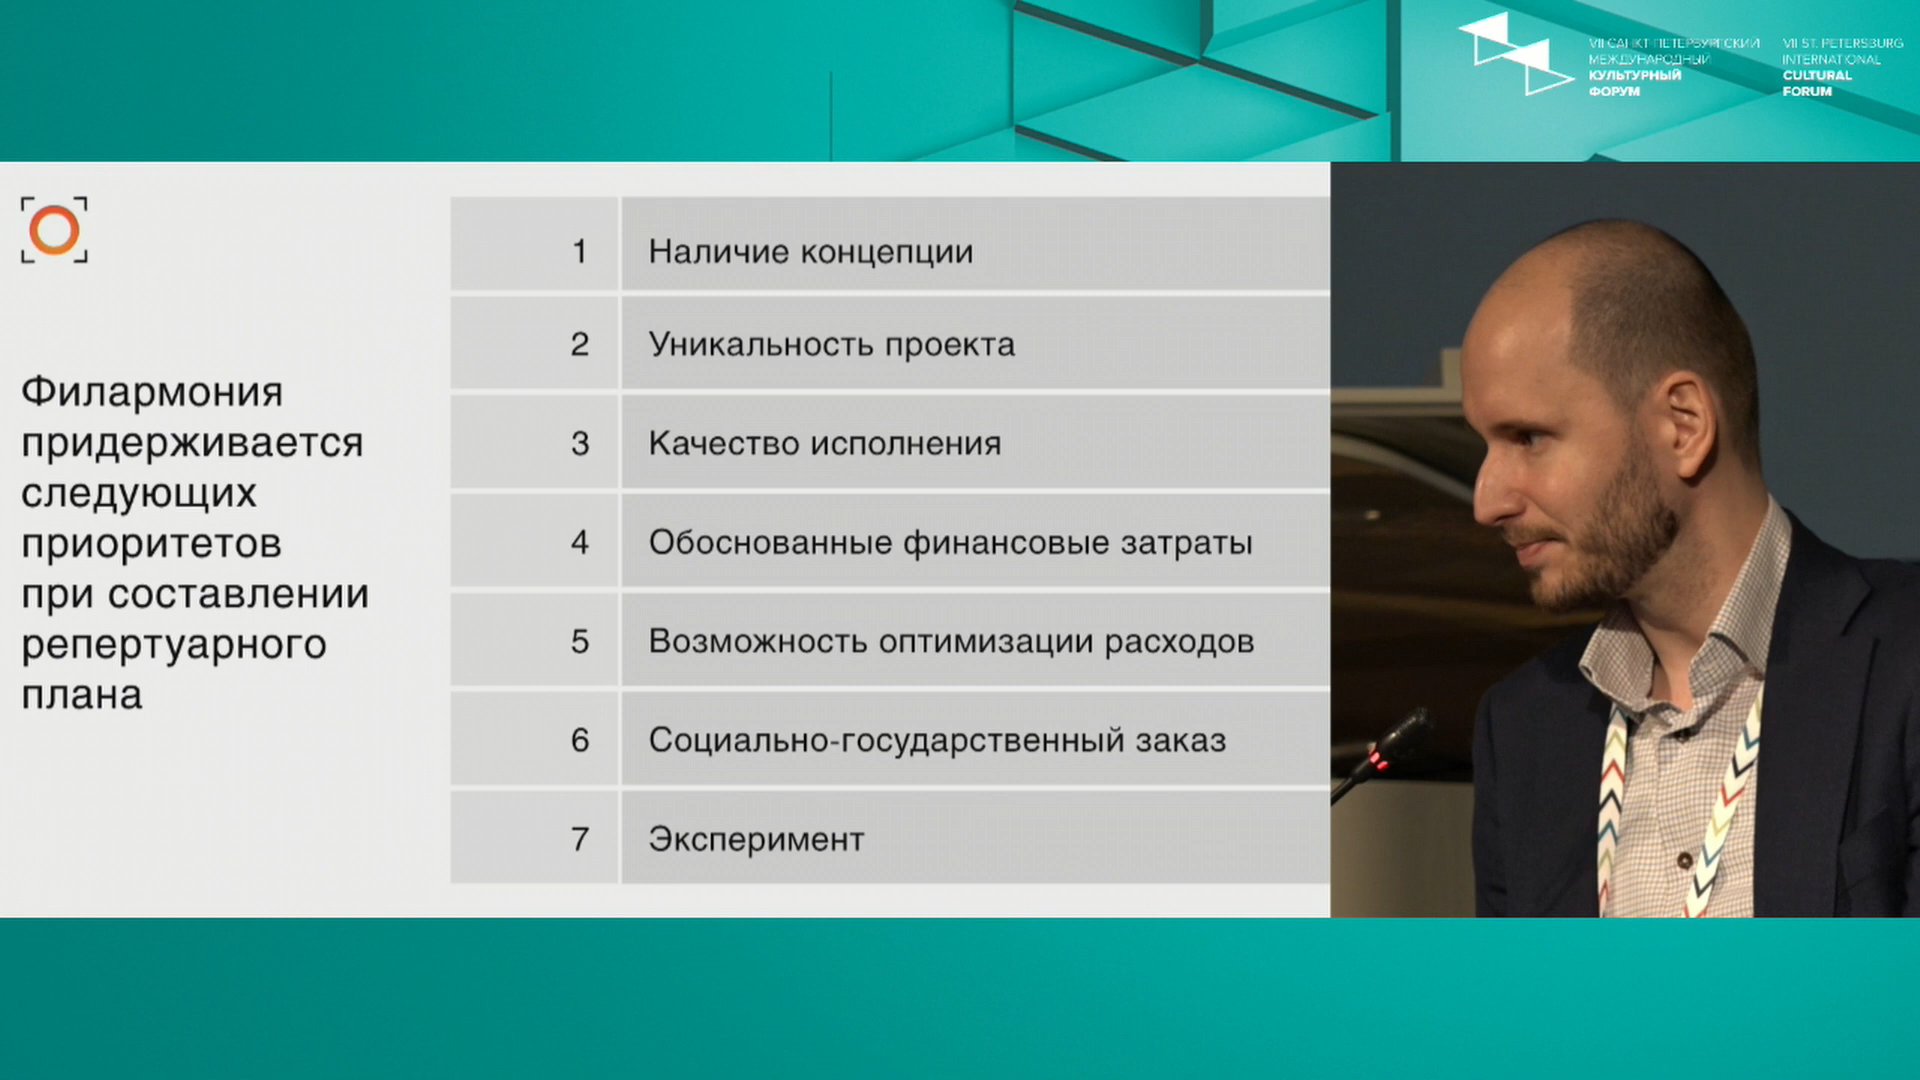 VII САНКТ-ПЕТЕРБУРГСКИЙ
МЕЖДУНАРОДНЫЙ
КУЛЬТУРНЫЙ
ФОРУМ
VII ST. PETERSBURG
INTERNATIONAL
CULTURAL
FORUM
Филармония
придерживается
следующих
приоритетов
при составлении
репертуарного
плана
1 Наличие концепции
2 Уникальность проекта
3 Качество исполнения
4 Обоснованные финансовые затраты
5 Возможность оптимизации расходов
6 Социально-государственный заказ
7 Эксперимент